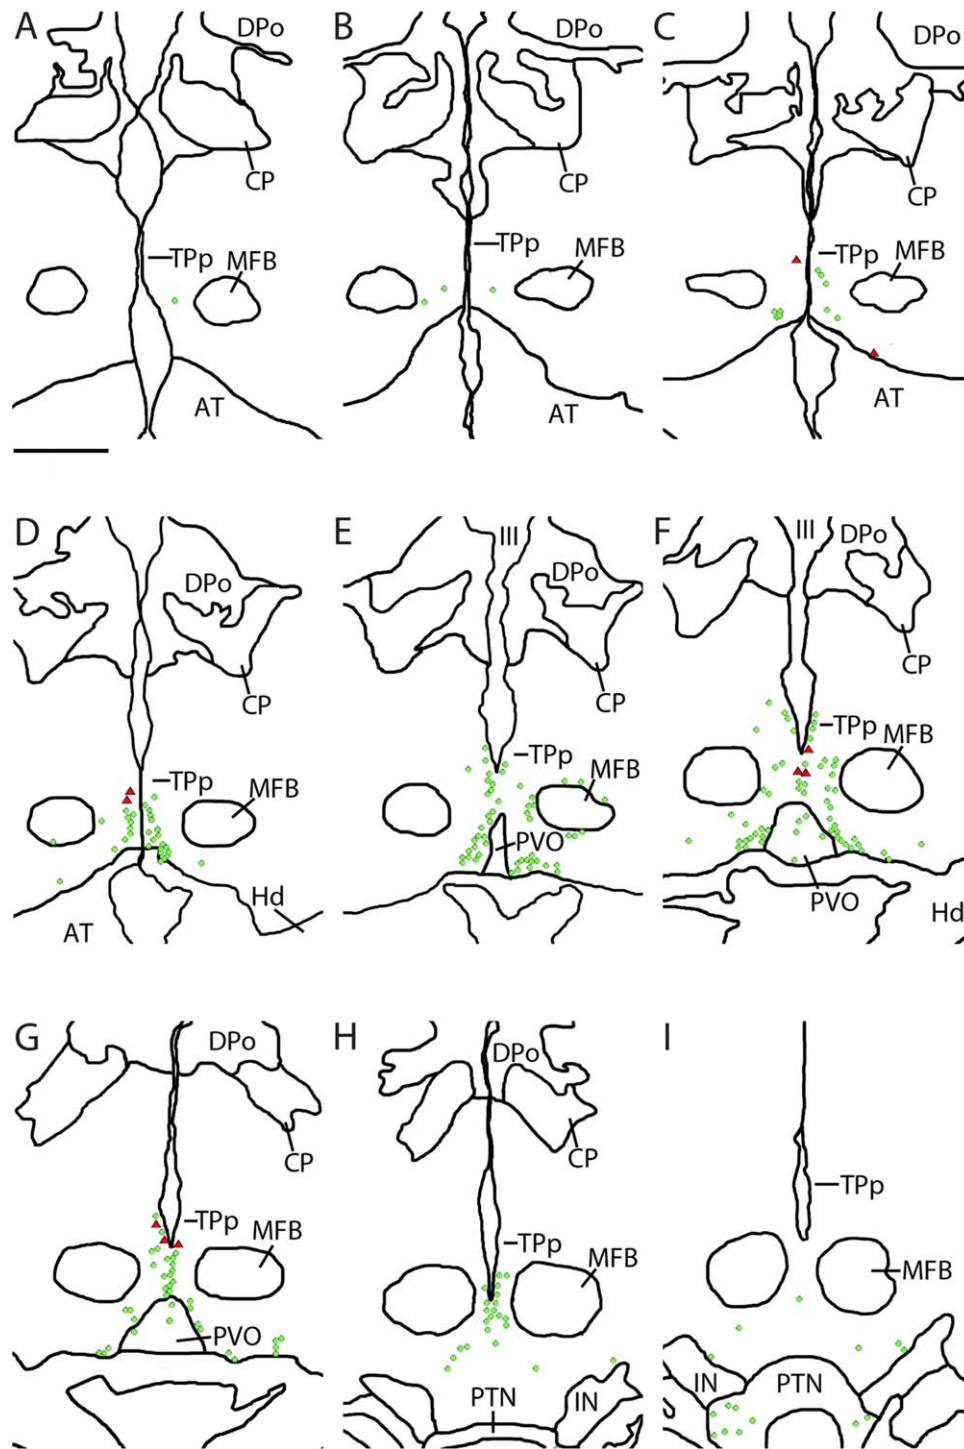 A
DPo
CP
TPp
MFB
AT
B
DPo
CP
TPp
MFB
AT
C
DPo
CP
TPp
MFB
AT
D
DPo
CP
TPp
MFB
Hd
AT
E
III
DPo
CP
TPp
MFB
PVO
F
III
DPo
CP
TPp
MFB
PVO
Hd
G
DPo
CP
TPp
MFB
PVO
H
DPo
CP
TPp
MFB
PTN
IN
I
TPp
MFB
IN
PTN